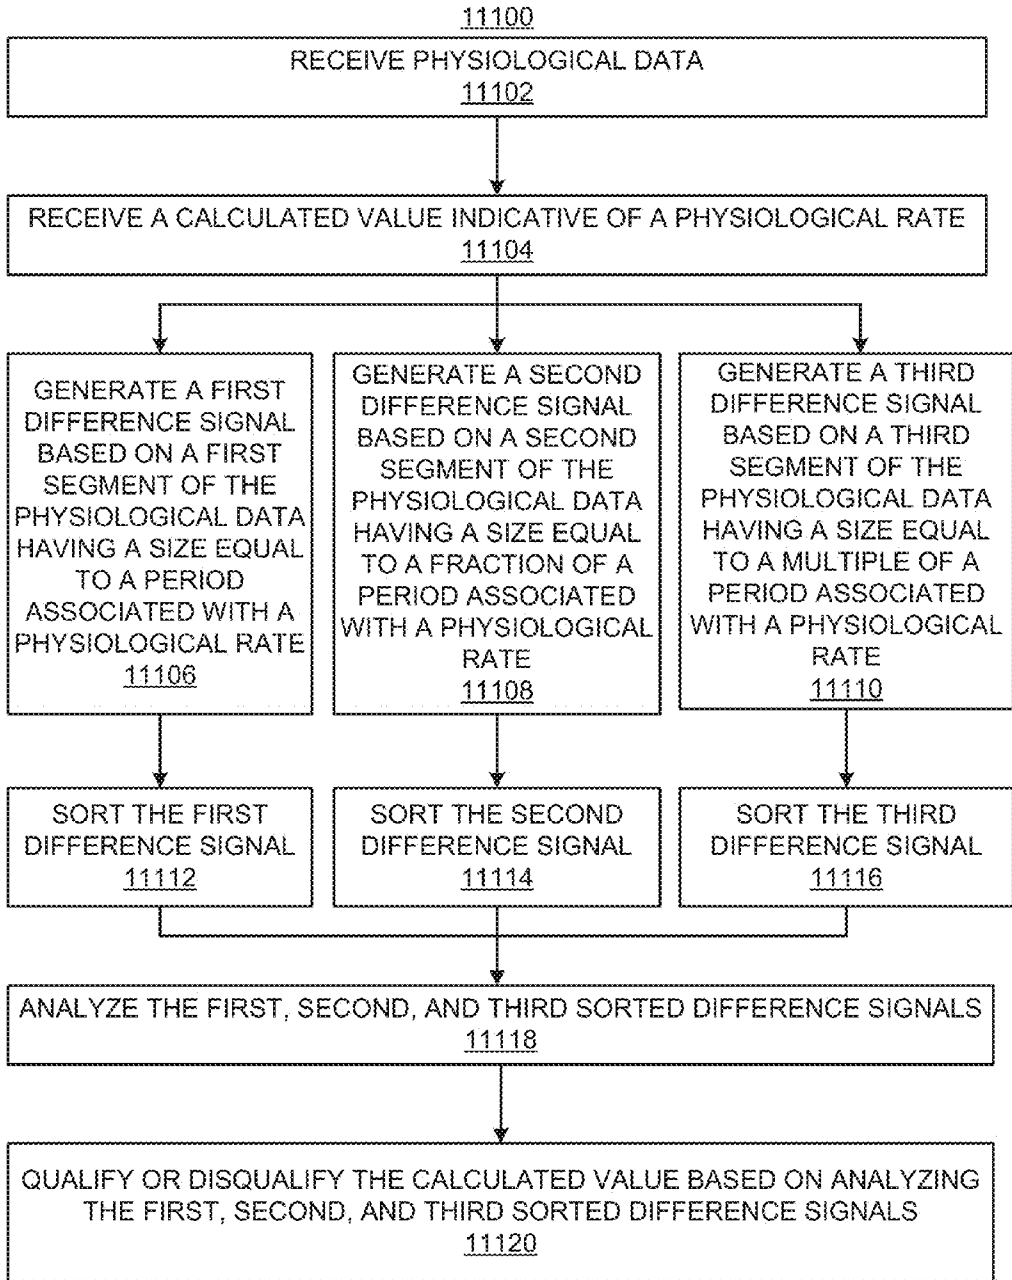 11100
RECEIVE PHYSIOLOGICAL DATA
11102
RECEIVE A CALCULATED VALUE INDICATIVE OF A PHYSIOLOGICAL RATE
11104
GENERATE A FIRST
DIFFERENCE SIGNAL
BASED ON A FIRST
SEGMENT OF THE
PHYSIOLOGICAL DATA
HAVING A SIZE EQUAL
TO A PERIOD
ASSOCIATED WITH A
PHYSIOLOGICAL RATE
11106
GENERATE A SECOND
DIFFERENCE SIGNAL
BASED ON A SECOND
SEGMENT OF THE
PHYSIOLOGICAL DATA
HAVING A SIZE EQUAL
TO A FRACTION OF A
PERIOD ASSOCIATED
WITH A PHYSIOLOGICAL
RATE
11108
GENERATE A THIRD
DIFFERENCE SIGNAL
BASED ON A THIRD
SEGMENT OF THE
PHYSIOLOGICAL DATA
HAVING A SIZE EQUAL
TO A MULTIPLE OF A
PERIOD ASSOCIATED
WITH A PHYSIOLOGICAL
RATE
11110
SORT THE FIRST
DIFFERENCE SIGNAL
11112
SORT THE SECOND
DIFFERENCE SIGNAL
11114
SORT THE THIRD
DIFFERENCE SIGNAL
11116
ANALYZE THE FIRST, SECOND, AND THIRD SORTED DIFFERENCE SIGNALS
11118
QUALIFY OR DISQUALIFY THE CALCULATED VALUE BASED ON ANALYZING
THE FIRST, SECOND, AND THIRD SORTED DIFFERENCE SIGNALS
11120